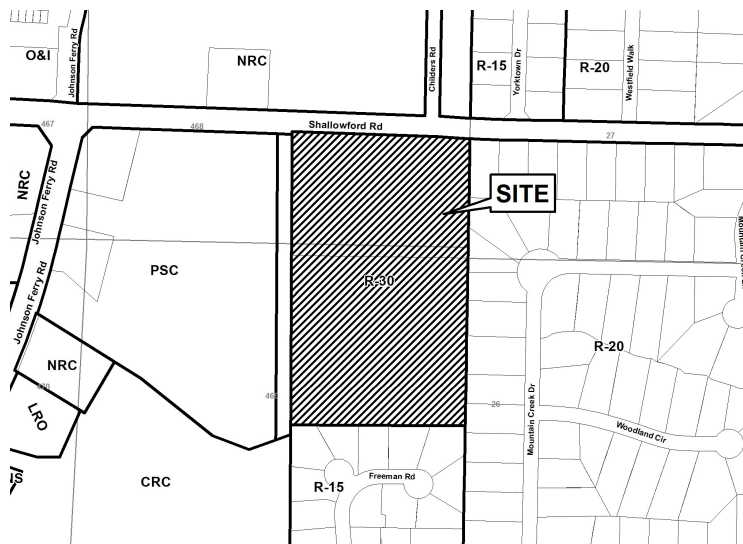 O&I
Johnson Ferry Rd
NRC
Childers Rd
R-15
Yorktown Dr
R-20
Westfield Walk
467
468
Shallowford Rd
27
NRC
Johnson Ferry Rd
SITE
PSC
R-30
Johnson Ferry Rd
R-20
NRC
470
LRO
26
Mountain Creek Dr
Woodland Cir
CRC
R-15
Freeman Rd